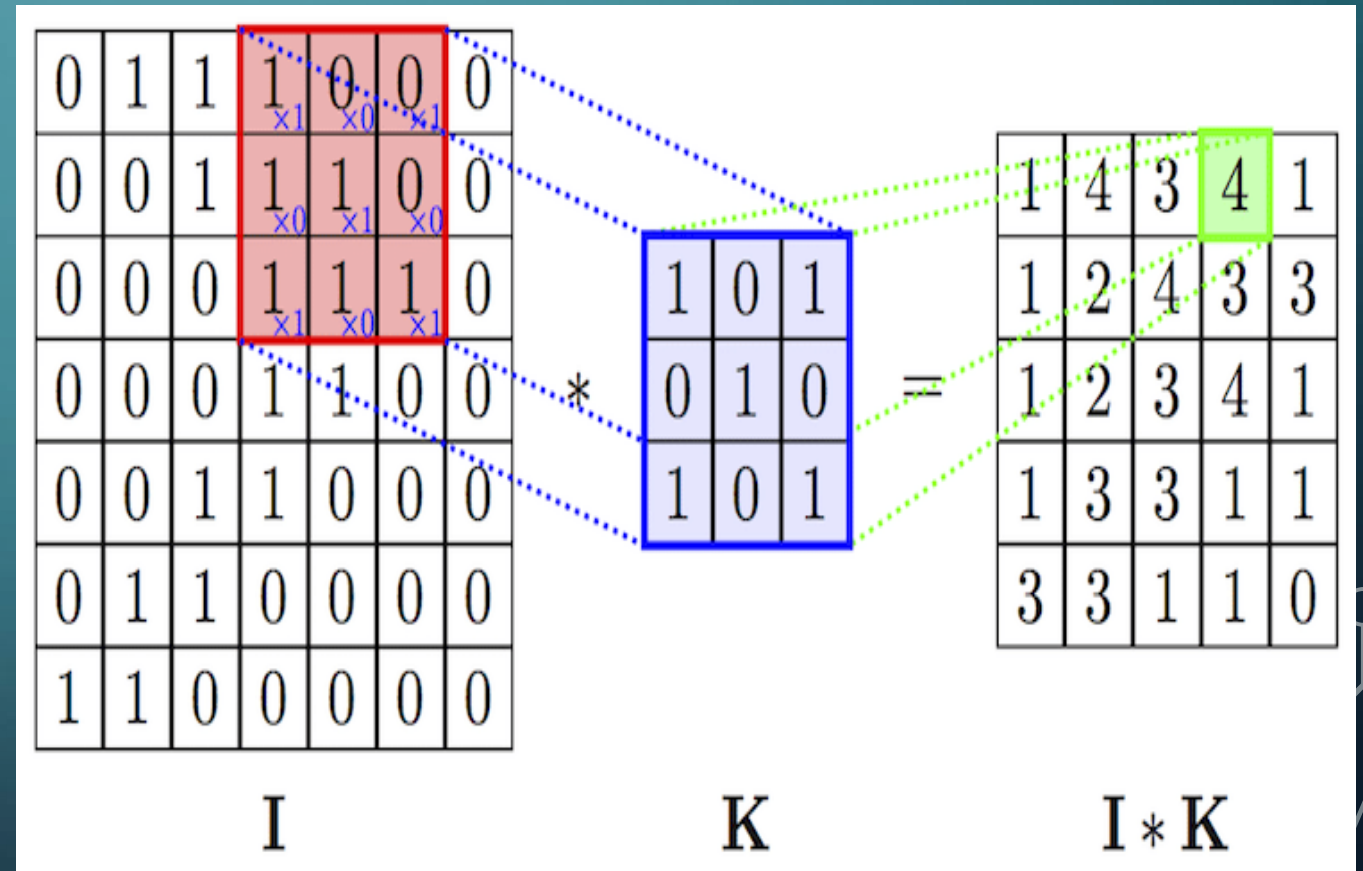 0 1 1 1 0 0 0
×1 ×0 ×1
0 0 1 1 1 0 0
×0 ×1 ×0
0 0 0 1 1 1 0
×1 ×0 ×1
0 0 0 1 1 0 0
0 0 1 1 0 0 0
0 1 1 0 0 0 0
1 1 0 0 0 0 0
I
*
1 0 1
0 1 0
1 0 1
K
=
1 4 3 4 1
1 2 4 3 3
1 2 3 4 1
1 3 3 1 1
3 3 1 1 0
I * K